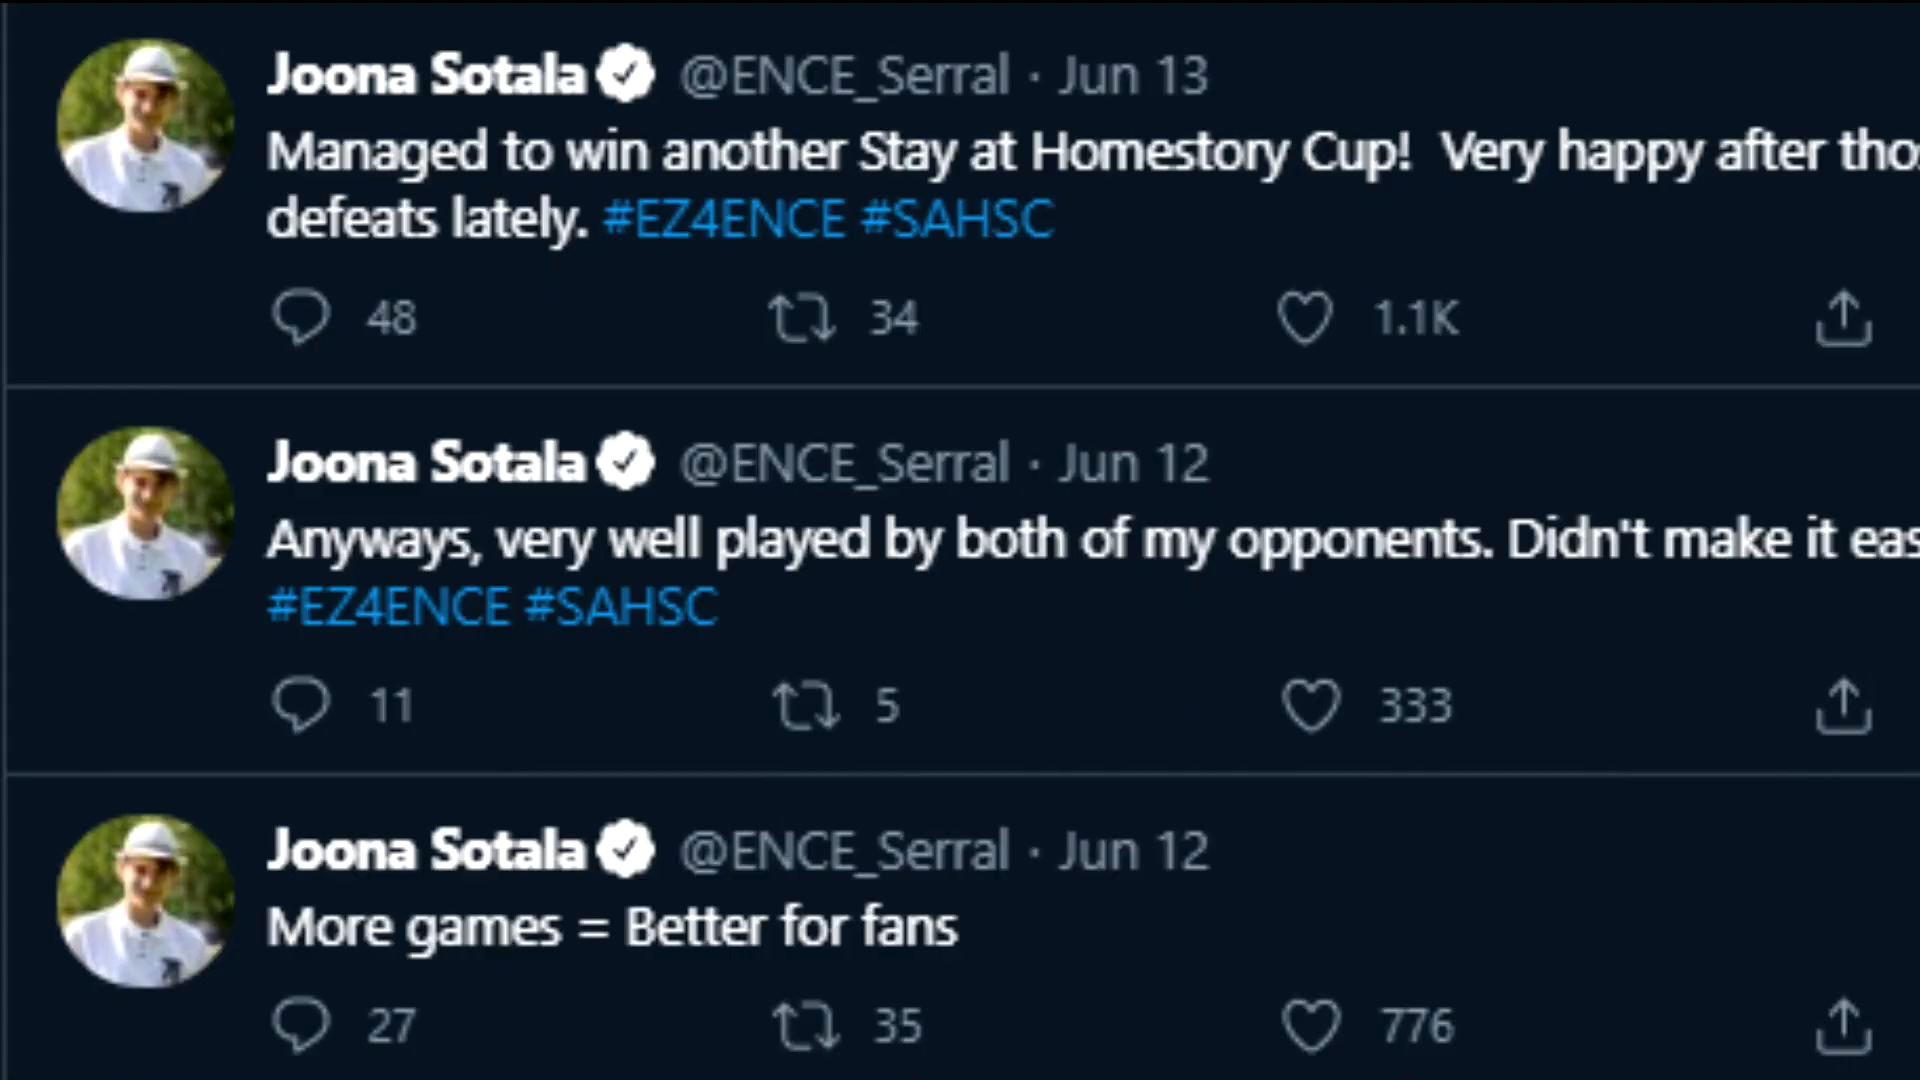 Joona Sotala @ENCE_Serral · Jun 13
Managed to win another Stay at Homestory Cup! Very happy after
defeats lately. #EZ4ENCE #SAHSC
48 34 1.1K
Joona Sotala @ENCE_Serral · Jun 12
Anyways, very well played by both of my opponents. Didn't make it
#EZ4ENCE #SAHSC
11 5 333
Joona Sotala @ENCE_Serral · Jun 12
More games = Better for fans
27 35 776